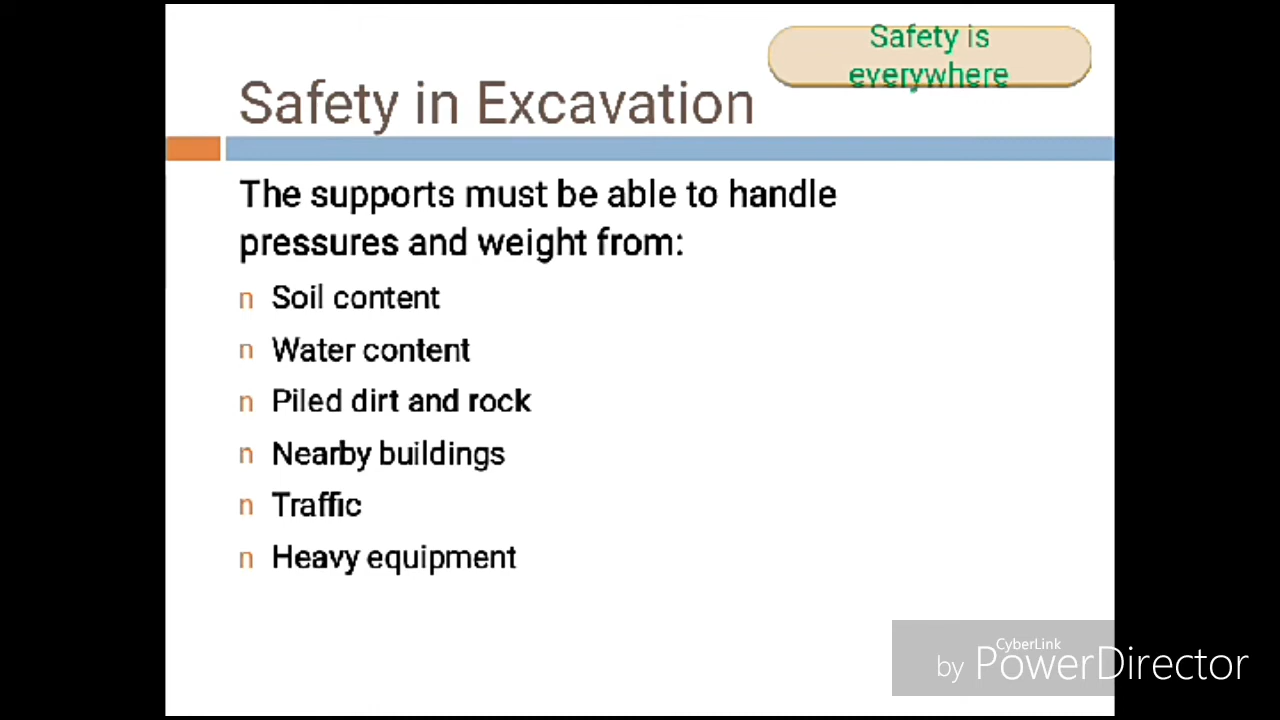 Safety is
everywhere
Safety in Excavation
The supports must be able to handle
pressures and weight from:
n Soil content
n Water content
n Piled dirt and rock
n Nearby buildings
n Traffic
n Heavy equipment
CyberLink
by PowerDirector